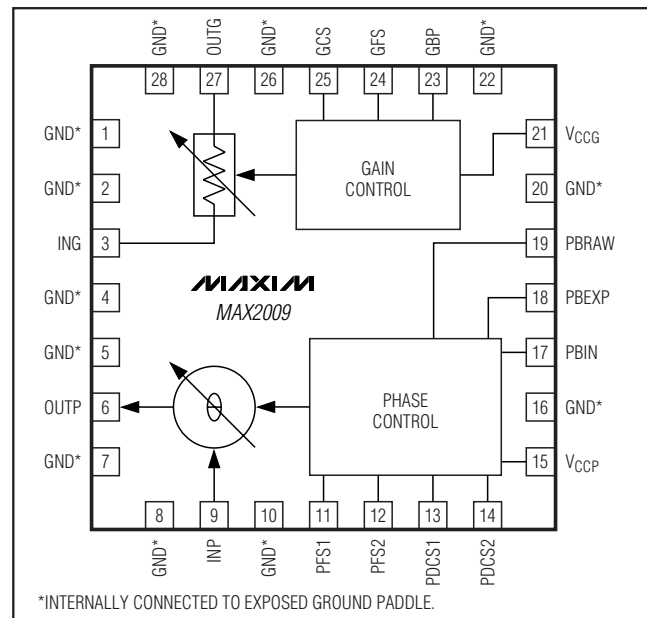 GND* OUTG GND* GCS GFS GBP GND*
28 27 26 25 24 23 22
GND* 1
GND* 2
ING 3
GND* 4
GND* 5
OUTP 6
GND* 7
GAIN
CONTROL
21 VCCG
20 GND*
19 PBRAW
18 PBEXP
17 PBIN
16 GND*
15 VCCP
MAXIM
MAX2009
θ
PHASE
CONTROL
8 9 10 11 12 13 14
GND* INP GND* PFS1 PFS2 PDCS1 PDCS2
*INTERNALLY CONNECTED TO EXPOSED GROUND PADDLE.